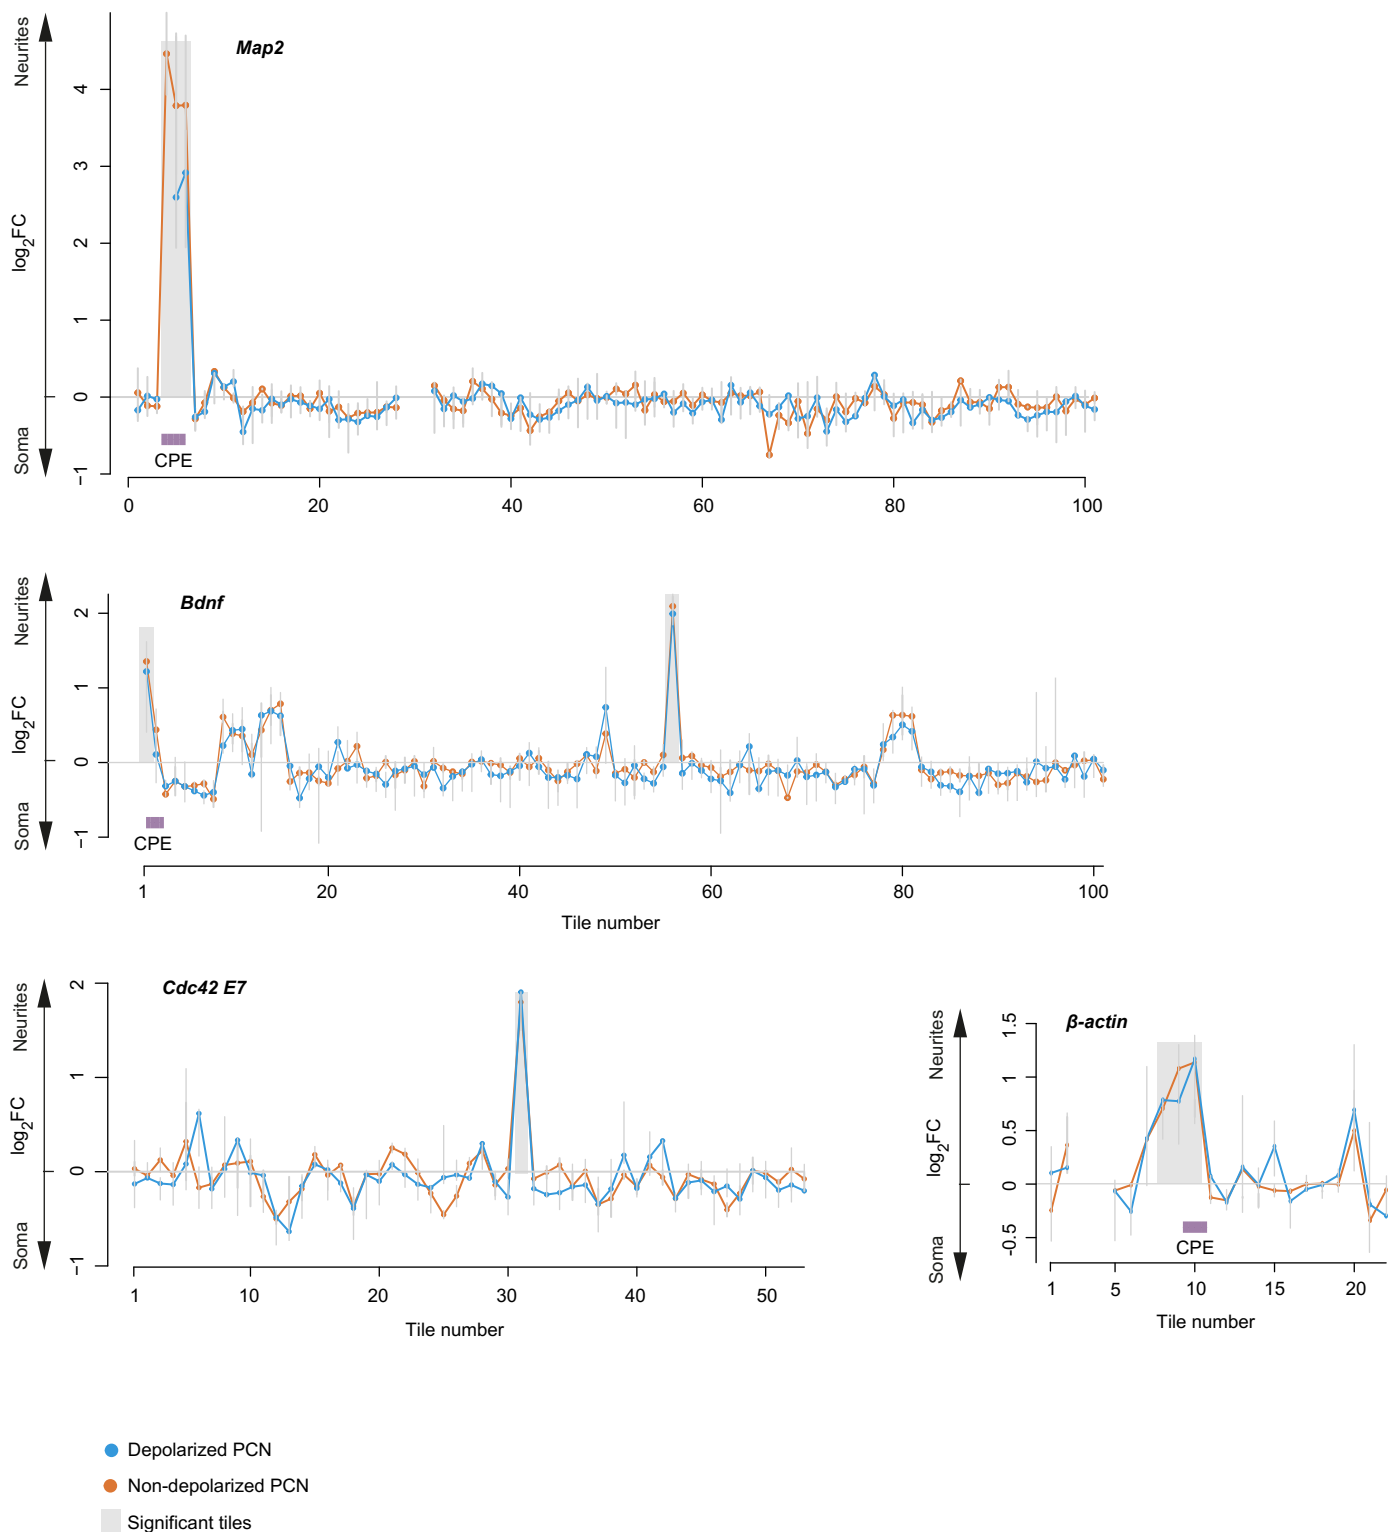 Map2
Neurites
log2FC
Soma
4
3
2
1
0
−1
CPE
0 20 40 60 80 100
Bdnf
Neurites
log2FC
Soma
2
1
0
−1
CPE
1 20 40 60 80 100
Tile number
Cdc42 E7
Neurites
log2FC
Soma
2
1
0
−1
1 10 20 30 40 50
Tile number
β-actin
Neurites
log2FC
Soma
1.5
1
0.5
0
-0.5
CPE
1 5 10 15 20
Tile number
Depolarized PCN
Non-depolarized PCN
Significant tiles